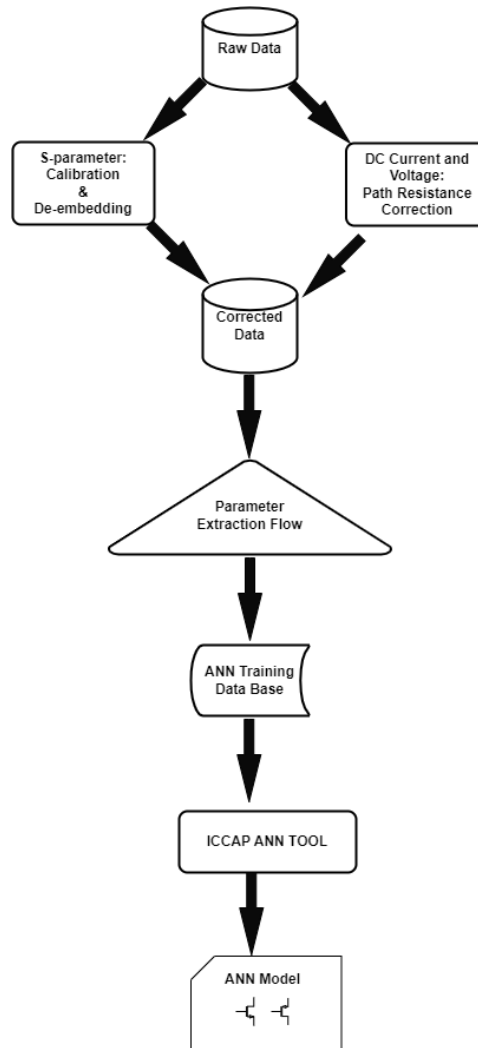 Raw Data
S-parameter:
Calibration
&
De-embedding
DC Current and
Voltage:
Path Resistance
Correction
Corrected
Data
Parameter
Extraction Flow
ANN Training
Data Base
ICCAP ANN TOOL
ANN Model